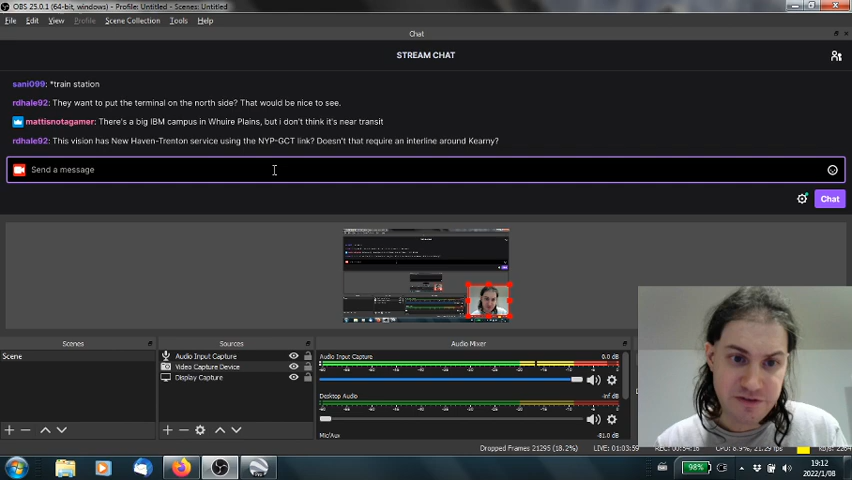 OBS 25.0.1 (64-bit, windows) - Profile: Untitled - Scenes: Untitled
File Edit View Profile Scene Collection Tools Help
Chat
STREAM CHAT
sani099: *train station
rdhale92: They want to put the terminal on the north side? That would be nice to see.
mattisnotagamer: There's a big IBM campus in Whuire Plains, but i don't think it's near transit
rdhale92: This vision has New Haven-Trenton service using the NYP-GCT link? Doesn't that require an interline around Kearny?
Send a message
Chat
Scenes
Sources
Audio Mixer
Scene
Audio Input Capture
Video Capture Device
Display Capture
Audio Input Capture 0.0 dB
Desktop Audio -inf dB
Mic/Aux -81.0 dB
Dropped Frames 21295 (18.2%) LIVE: 01:03:59
98%
19:12
2022/1/08